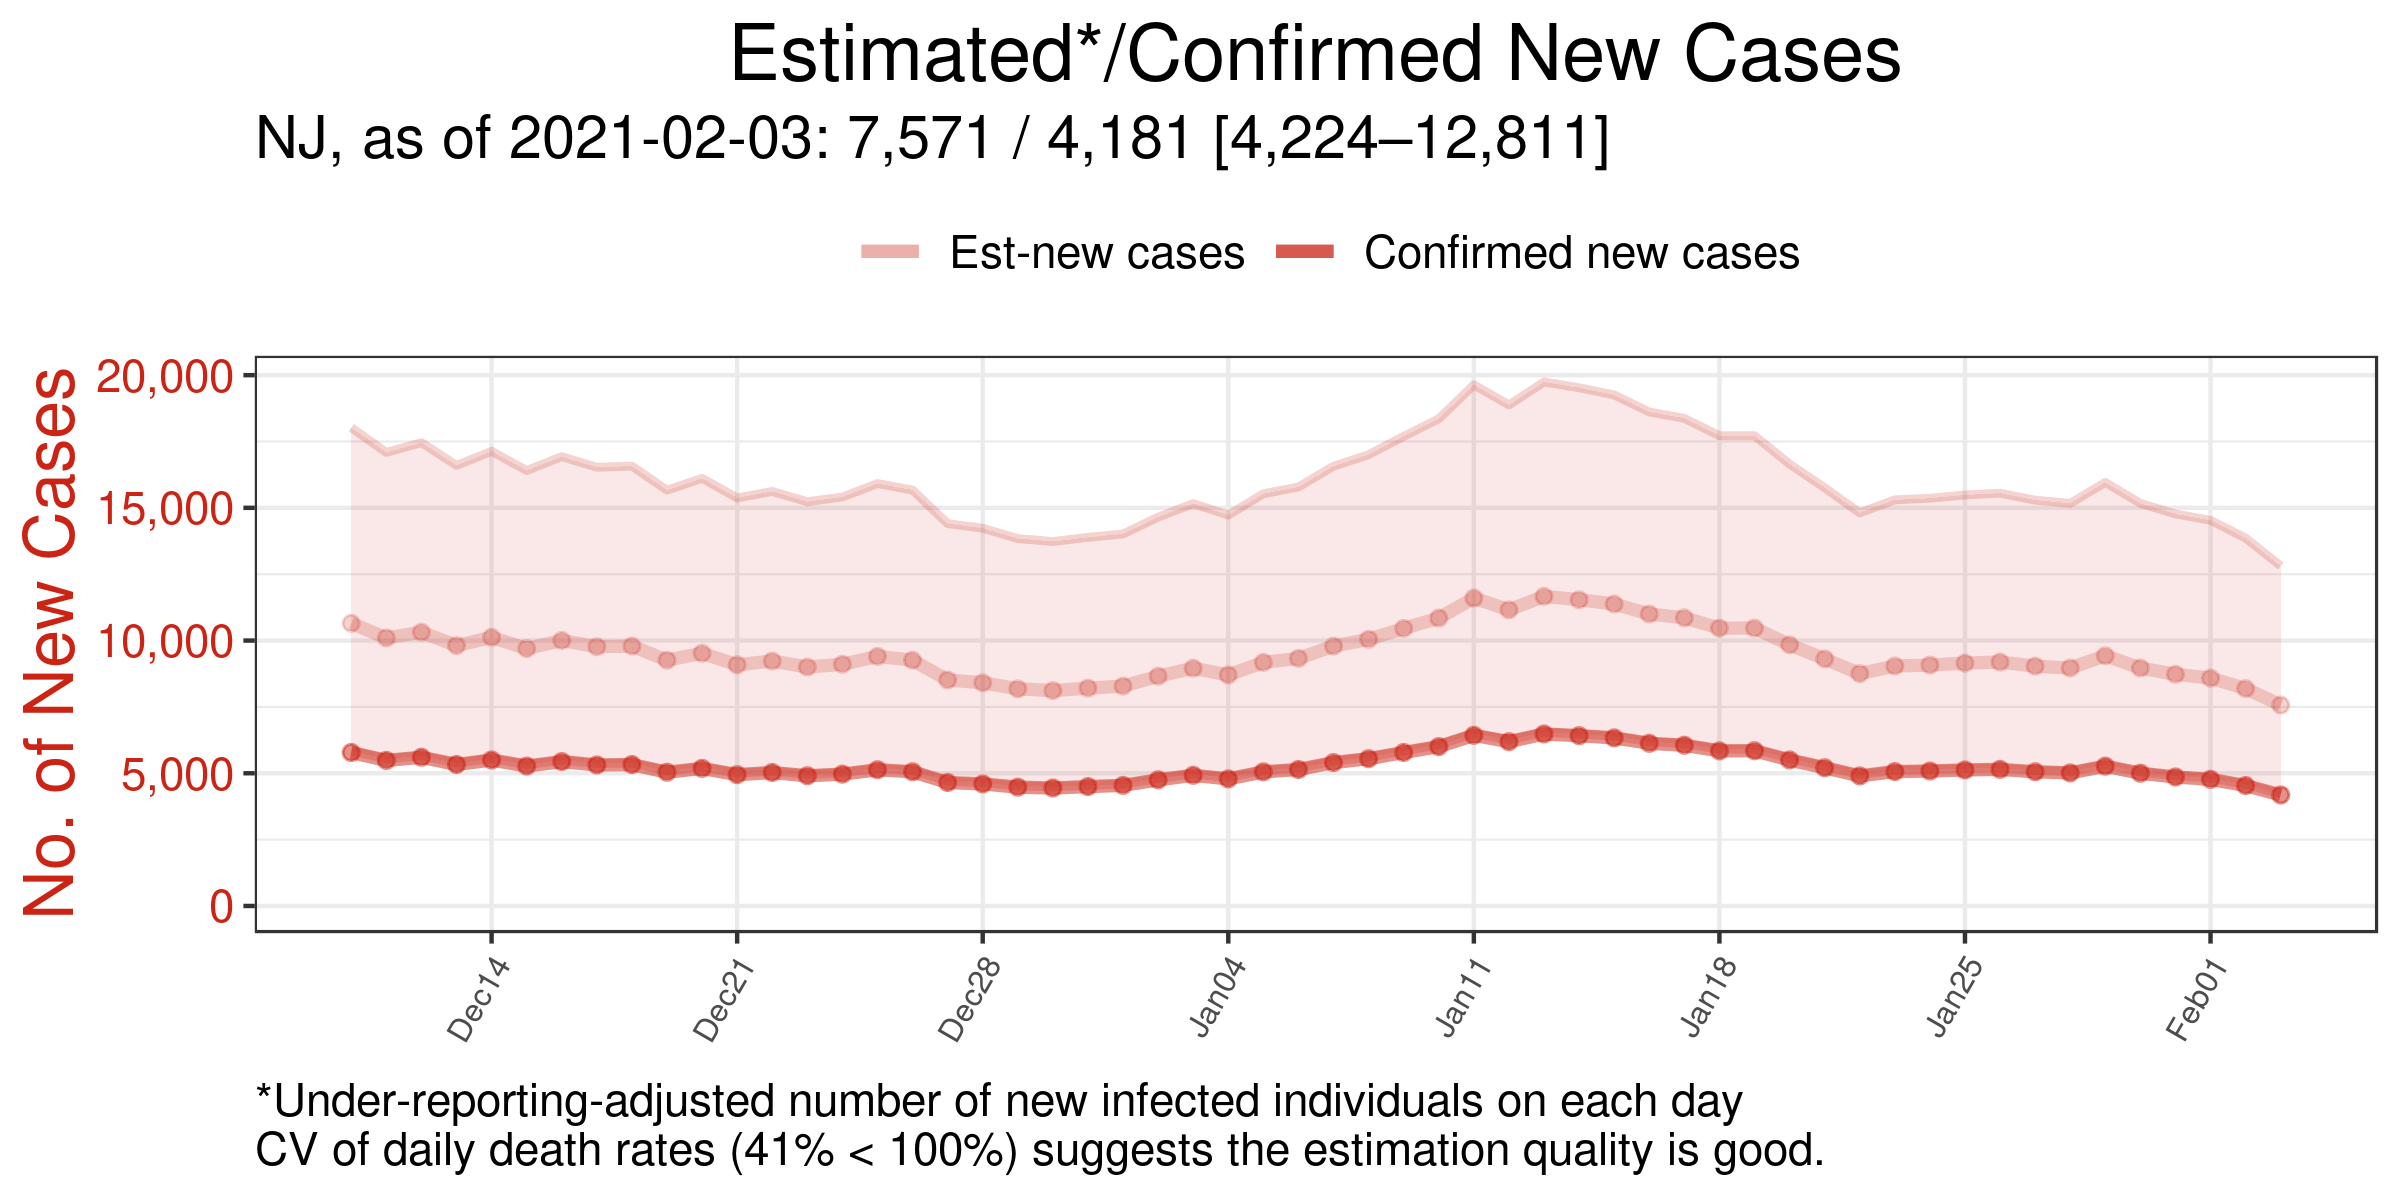 Estimated*/Confirmed New Cases
NJ, as of 2021-02-03: 7,571 / 4,181 [4,224–12,811]
Est-new cases
Confirmed new cases
No. of New Cases
20,000
15,000
10,000
5,000
0
Dec14
Dec21
Dec28
Jan04
Jan11
Jan18
Jan25
Feb01
*Under-reporting-adjusted number of new infected individuals on each day
CV of daily death rates (41% < 100%) suggests the estimation quality is good.